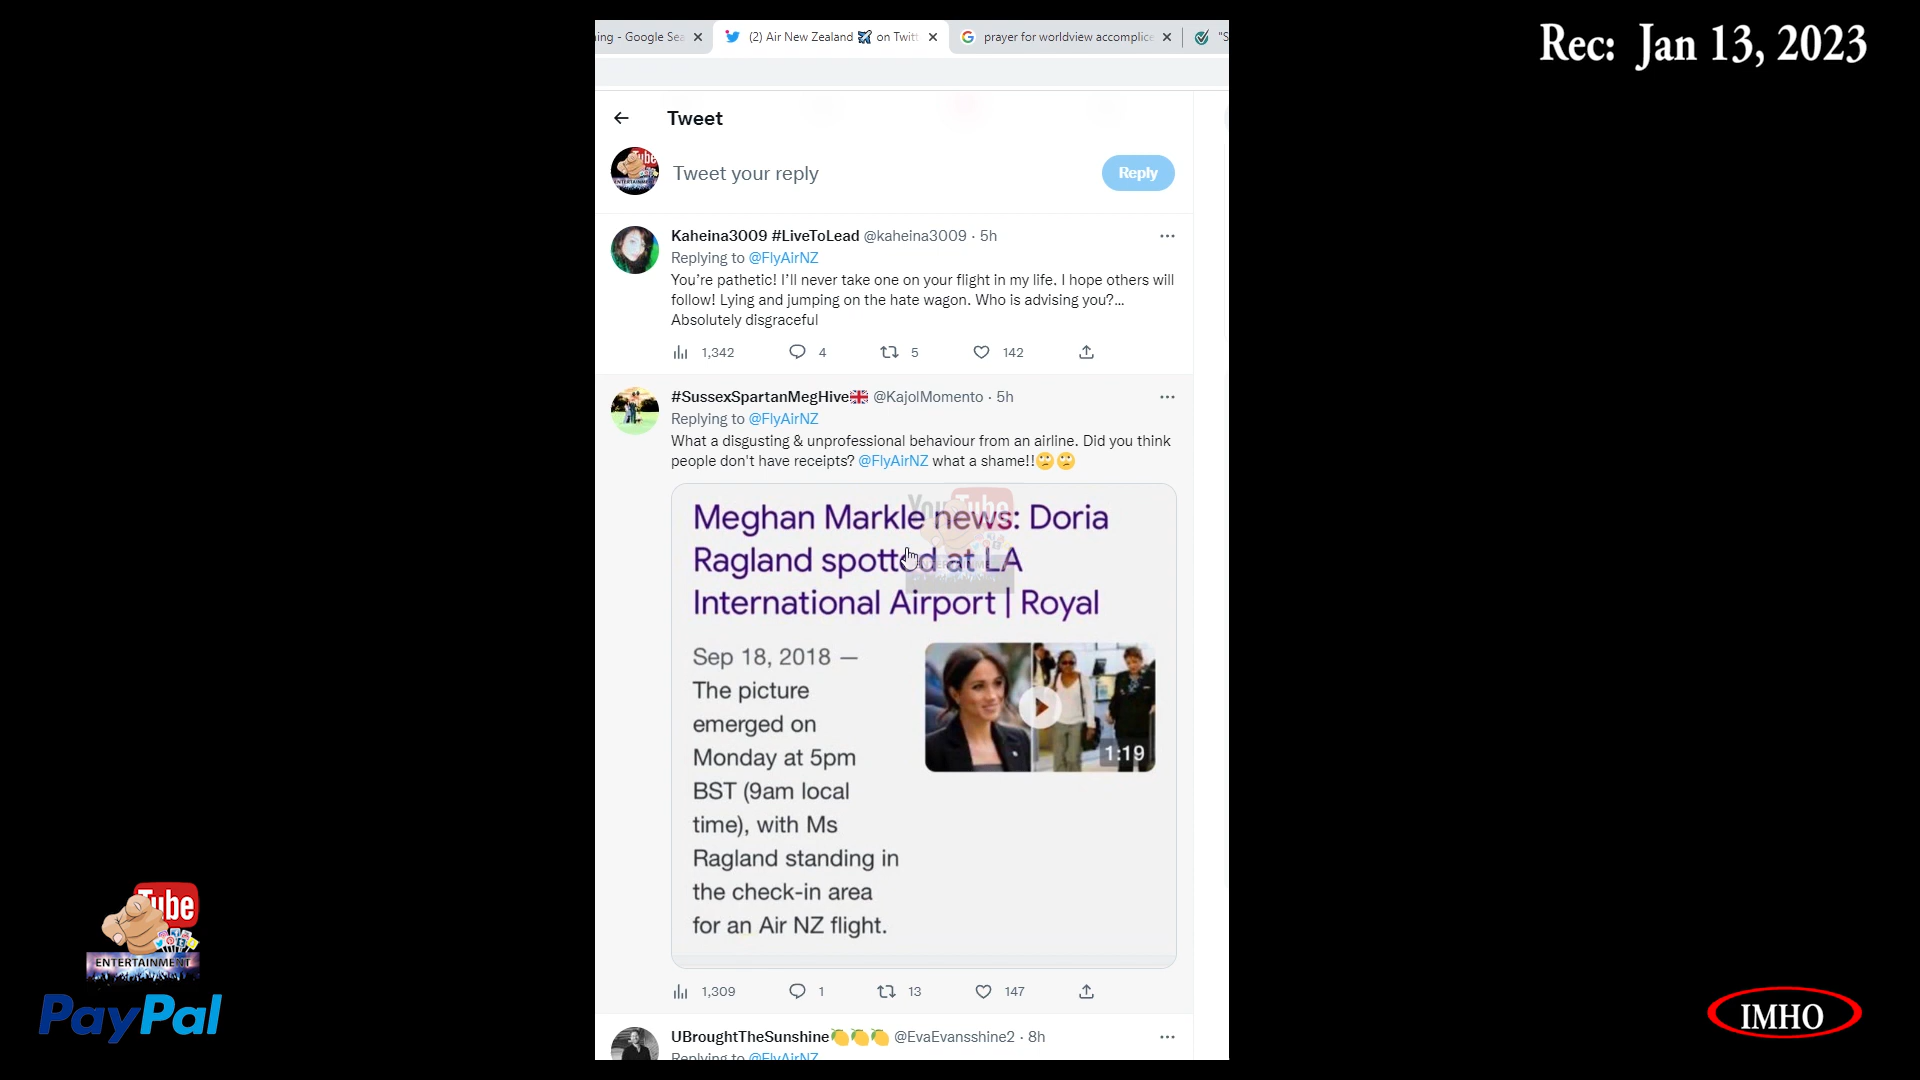 Rec: Jan 13, 2023
ing - Google Sea
(2) Air New Zealand ✈️ on Twitt
prayer for worldview accomplice
"S
Tweet
Tweet your reply
Reply
Kaheina3009 #LiveToLead @kaheina3009 · 5h
Replying to @FlyAirNZ
You're pathetic! I'll never take one on your flight in my life. I hope others will
follow! Lying and jumping on the hate wagon. Who is advising you?...
Absolutely disgraceful
1,342 4 5 142
#SussexSpartanMegHive🇬🇧 @KajolMomento · 5h
Replying to @FlyAirNZ
What a disgusting & unprofessional behaviour from an airline. Did you think
people don't have receipts? @FlyAirNZ what a shame!!🙄🙄
Meghan Markle news: Doria
Ragland spotted at LA
International Airport | Royal
Sep 18, 2018 —
The picture
emerged on
Monday at 5pm
BST (9am local
time), with Ms
Ragland standing in
the check-in area
for an Air NZ flight.
1:19
1,309 1 13 147
UBroughtTheSunshine🍋🍋🍋 @EvaEvansshine2 · 8h
Replying to @FlyAirNZ
YouTube
Tube
ENTERTAINMENT
PayPal
IMHO